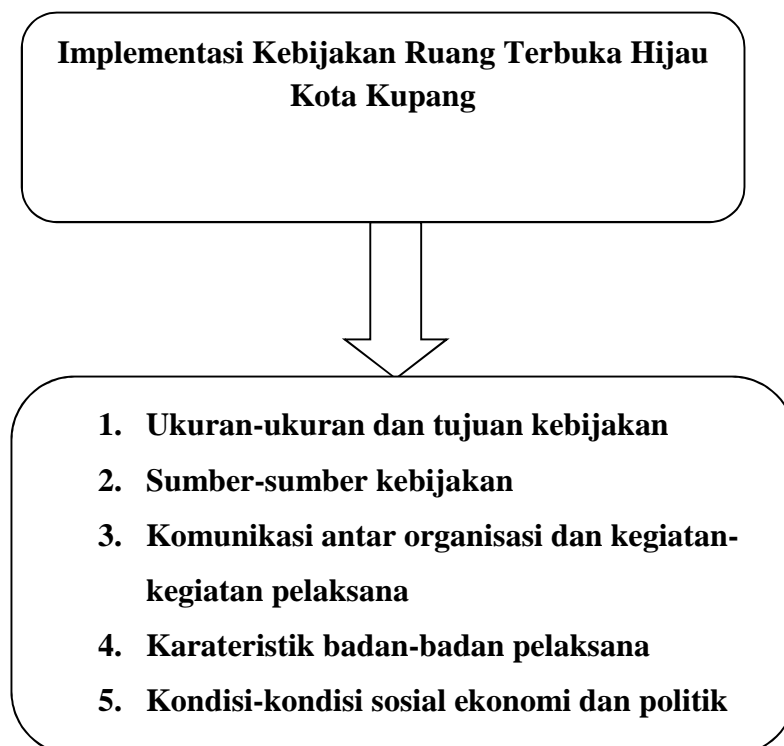 Implementasi Kebijakan Ruang Terbuka Hijau
Kota Kupang
1. Ukuran-ukuran dan tujuan kebijakan
2. Sumber-sumber kebijakan
3. Komunikasi antar organisasi dan kegiatan-
kegiatan pelaksana
4. Karateristik badan-badan pelaksana
5. Kondisi-kondisi sosial ekonomi dan politik